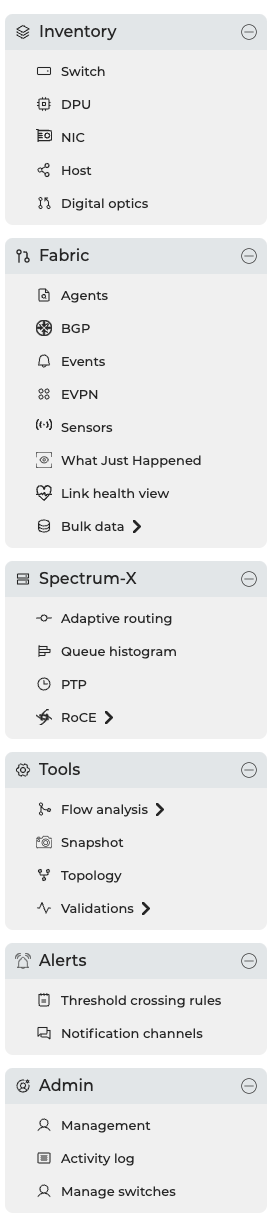 Inventory
Switch
DPU
NIC
Host
Digital optics
Fabric
Agents
BGP
Events
EVPN
Sensors
What Just Happened
Link health view
Bulk data
Spectrum-X
Adaptive routing
Queue histogram
PTP
RoCE
Tools
Flow analysis
Snapshot
Topology
Validations
Alerts
Threshold crossing rules
Notification channels
Admin
Management
Activity log
Manage switches